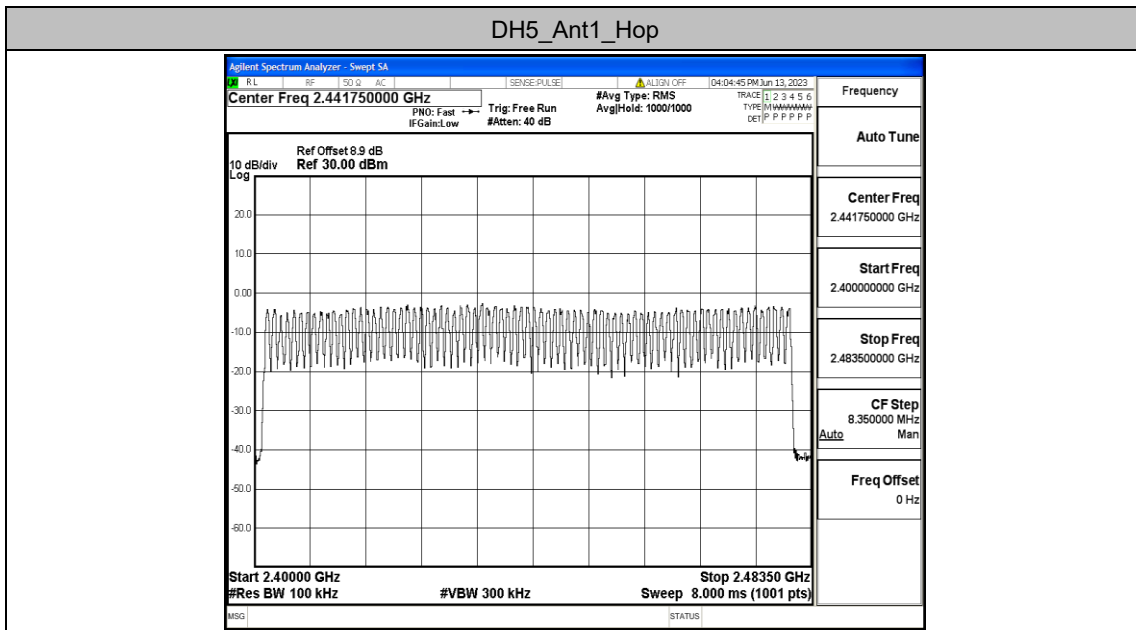 DH5_Ant1_Hop
Agilent Spectrum Analyzer - Swept SA
RL RF 50 Ω AC SENSE:PULSE ALIGN OFF 04:04:45 PM Jun 13, 2023
Center Freq 2.441750000 GHz
PNO: Fast
IFGain:Low
Trig: Free Run
#Atten: 40 dB
#Avg Type: RMS
Avg|Hold: 1000/1000
TRACE 1 2 3 4 5 6
TYPE M WWWWW
DET P P P P P P
Ref Offset 8.9 dB
10 dB/div Ref 30.00 dBm
Log
20.0
10.0
0.00
-10.0
-20.0
-30.0
-40.0
-50.0
-60.0
Start 2.40000 GHz Stop 2.48350 GHz
#Res BW 100 kHz #VBW 300 kHz Sweep 8.000 ms (1001 pts)
MSG STATUS
Frequency
Auto Tune
Center Freq
2.441750000 GHz
Start Freq
2.400000000 GHz
Stop Freq
2.483500000 GHz
CF Step
8.350000 MHz
Auto Man
Freq Offset
0 Hz